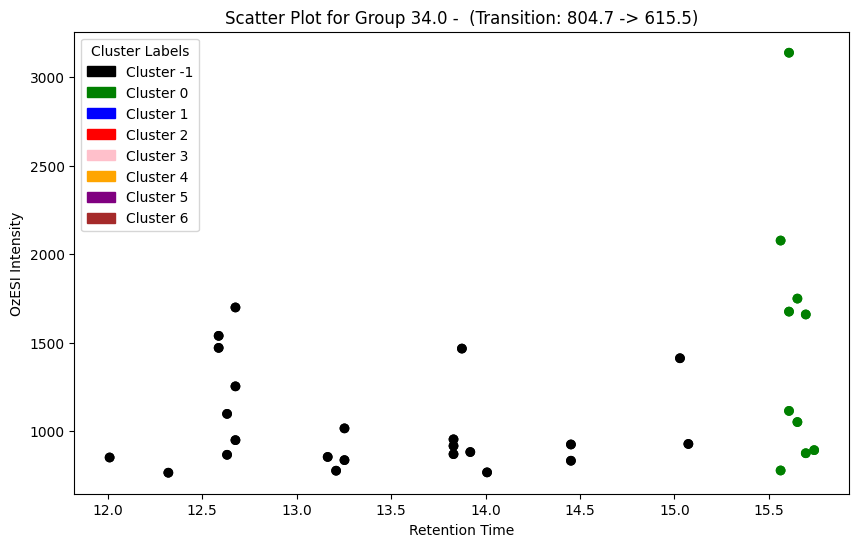 Scatter Plot for Group 34.0 -  (Transition: 804.7 -> 615.5)
Cluster Labels
Cluster -1
Cluster 0
Cluster 1
Cluster 2
Cluster 3
Cluster 4
Cluster 5
Cluster 6
OzESI Intensity
3000
2500
2000
1500
1000
12.0 12.5 13.0 13.5 14.0 14.5 15.0 15.5
Retention Time